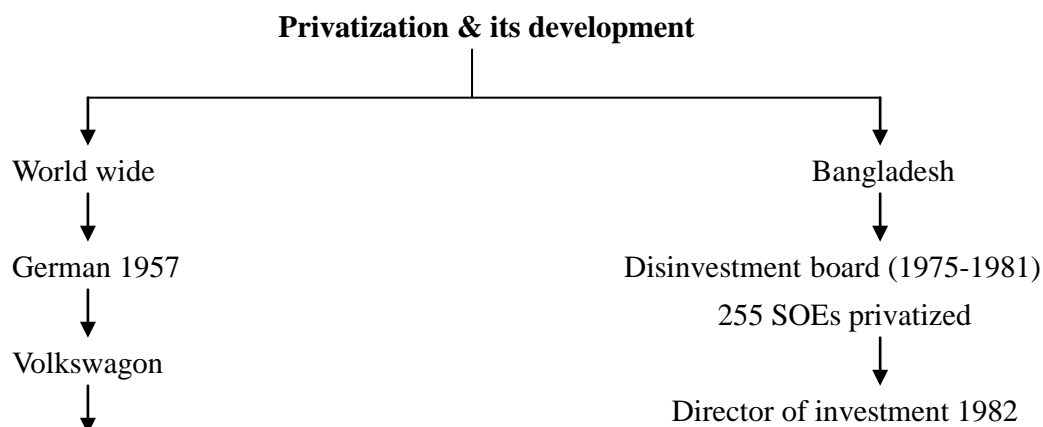 Privatization & its development
World wide
German 1957
Volkswagon
Bangladesh
Disinvestment board (1975-1981)
255 SOEs privatized
Director of investment 1982